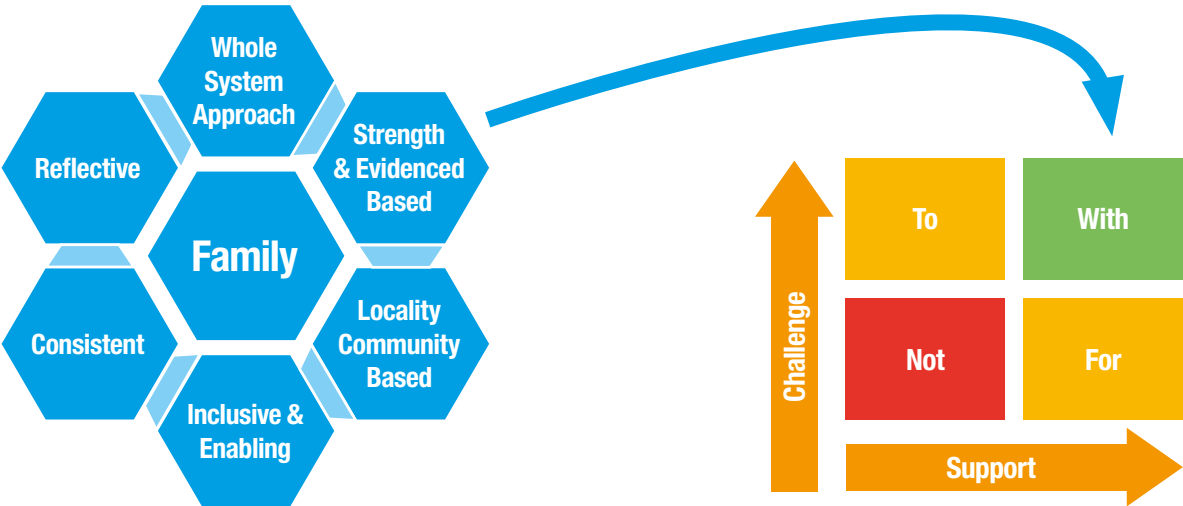 Whole
System
Approach
Strength
& Evidenced
Based
Reflective
Family
Locality
Community
Based
Consistent
Inclusive &
Enabling
To
With
Not
For
Challenge
Support